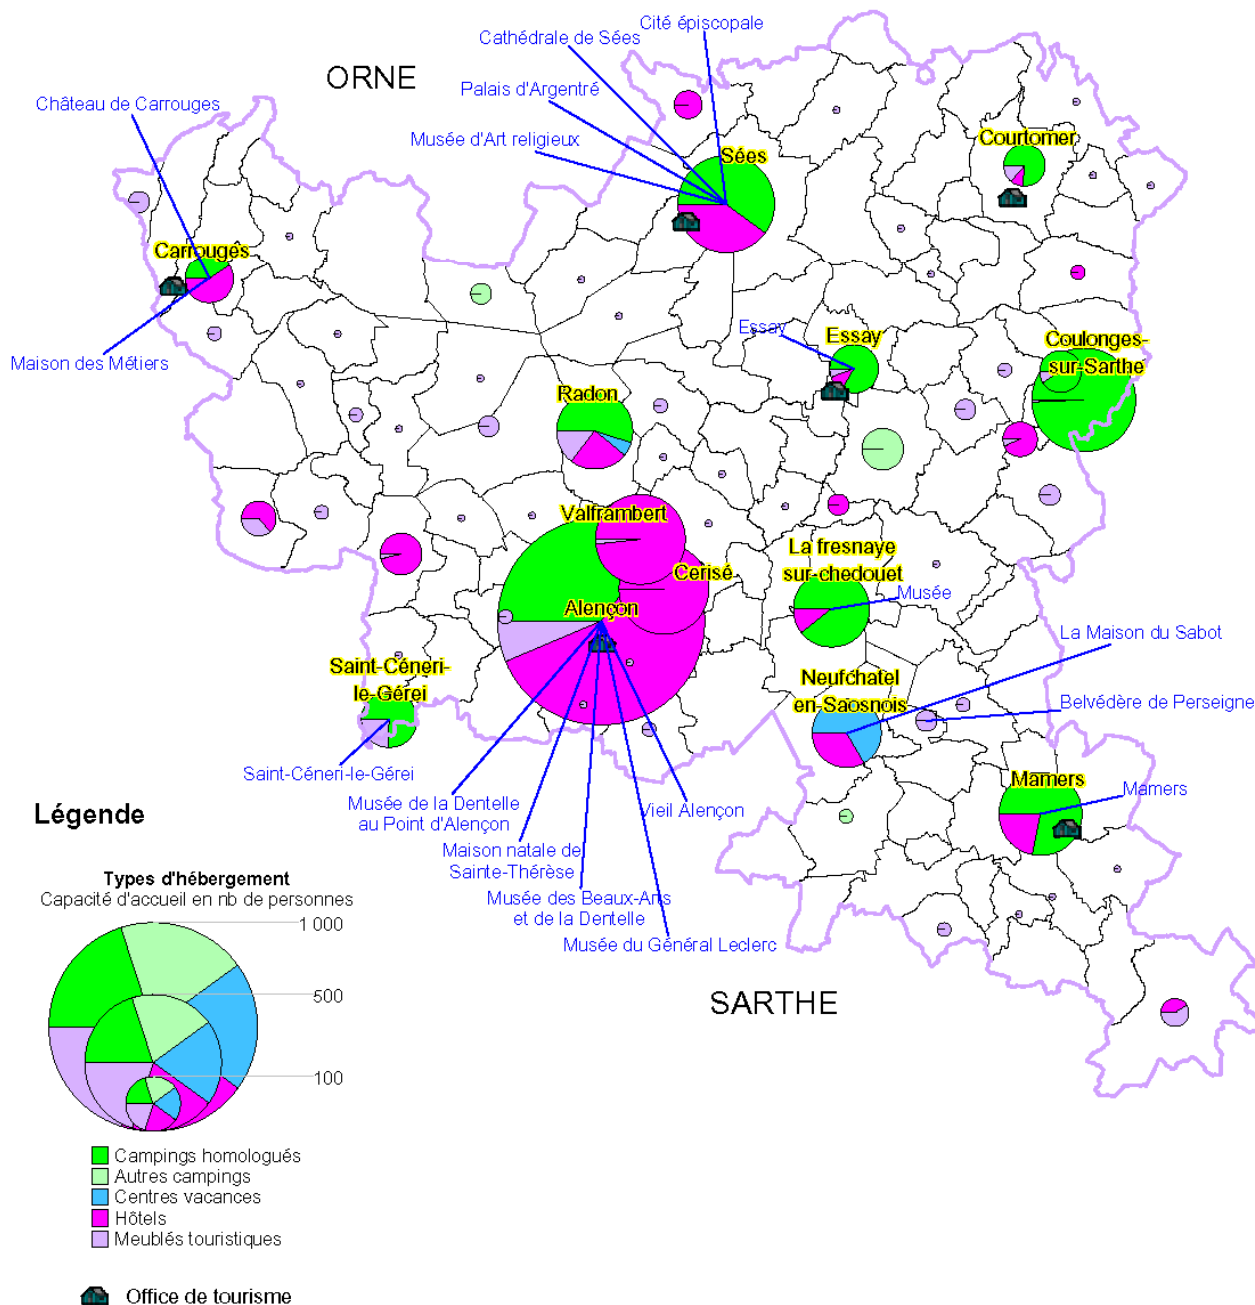 Cité épiscopale
Cathédrale de Sées
ORNE
Château de Carrouges
Palais d'Argentré
Musée d'Art religieux
Sées
Courtomer
Carrouges
Maison des Métiers
Essay
Essay
Coulonges-
sur-Sarthe
Radon
Valframbert
La fresnaye
sur-chedouet
Cerisé
Musée
Alençon
La Maison du Sabot
Saint-Céneri-
le-Gérei
Neufchatel
en-Saosnois
Belvédère de Perseigne
Saint-Céneri-le-Gérei
Musée de la Dentelle
au Point d'Alençon
Vieil Alençon
Mamers
Mamers
Maison natale de
Sainte-Thérèse
Musée des Beaux-Arts
et de la Dentelle
Musée du Général Leclerc
SARTHE
Légende
Types d'hébergement
Capacité d'accueil en nb de personnes
1 000
500
100
Campings homologués
Autres campings
Centres vacances
Hôtels
Meublés touristiques
Office de tourisme